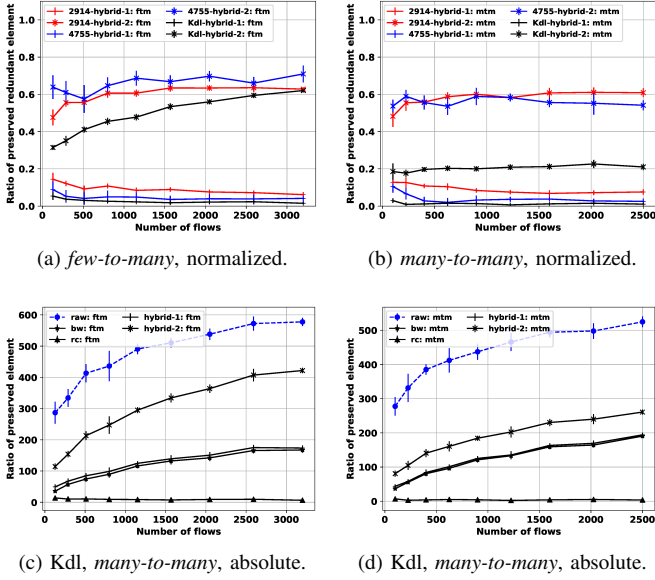 2914-hybrid-1: ftm
2914-hybrid-2: ftm
4755-hybrid-1: ftm
4755-hybrid-2: ftm
Kdl-hybrid-1: ftm
Kdl-hybrid-2: ftm
Ratio of preserved redundant element
1.0
0.8
0.6
0.4
0.2
0.0
0 500 1000 1500 2000 2500 3000
Number of flows
(a) few-to-many, normalized.
2914-hybrid-1: mtm
2914-hybrid-2: mtm
4755-hybrid-1: mtm
4755-hybrid-2: mtm
Kdl-hybrid-1: mtm
Kdl-hybrid-2: mtm
Ratio of preserved redundant element
1.0
0.8
0.6
0.4
0.2
0.0
0 500 1000 1500 2000 2500
Number of flows
(b) many-to-many, normalized.
raw: ftm
bw: ftm
rc: ftm
hybrid-1: ftm
hybrid-2: ftm
Ratio of preserved element
600
500
400
300
200
100
0
0 500 1000 1500 2000 2500 3000
Number of flows
(c) Kdl, many-to-many, absolute.
raw: mtm
bw: mtm
rc: mtm
hybrid-1: mtm
hybrid-2: mtm
Ratio of preserved element
500
400
300
200
100
0
0 500 1000 1500 2000 2500
Number of flows
(d) Kdl, many-to-many, absolute.